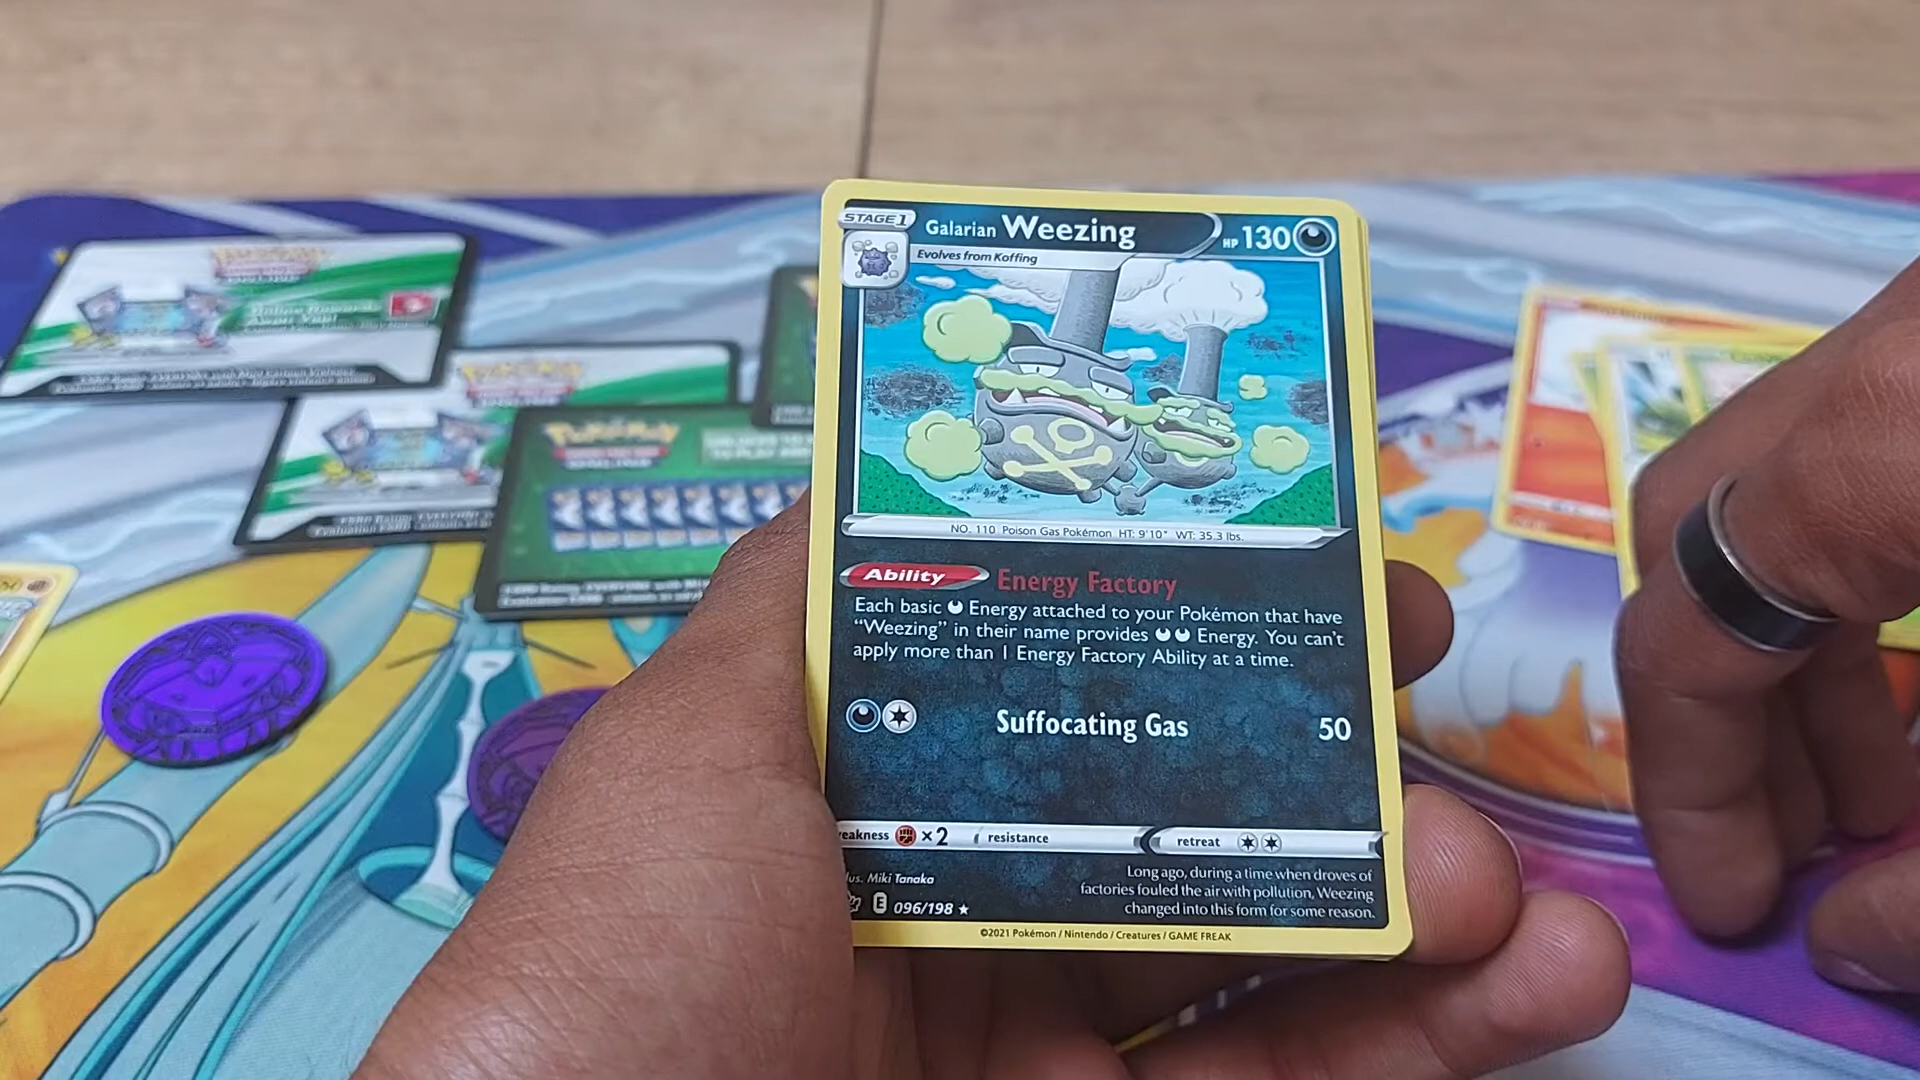 STAGE 1
Galarian Weezing
HP 130
Evolves from Koffing
NO. 110 Poison Gas Pokémon HT: 9'10" WT: 35.3 lbs.
Ability Energy Factory
Each basic Energy attached to your Pokémon that have
“Weezing” in their name provides Energy. You can't
apply more than 1 Energy Factory Ability at a time.
Suffocating Gas 50
eakness ×2 resistance retreat
lus. Miki Tanaka
E 096/198
Long ago, during a time when droves of
factories fouled the air with pollution, Weezing
changed into this form for some reason.
©2021 Pokémon / Nintendo / Creatures / GAME FREAK
Pokémon